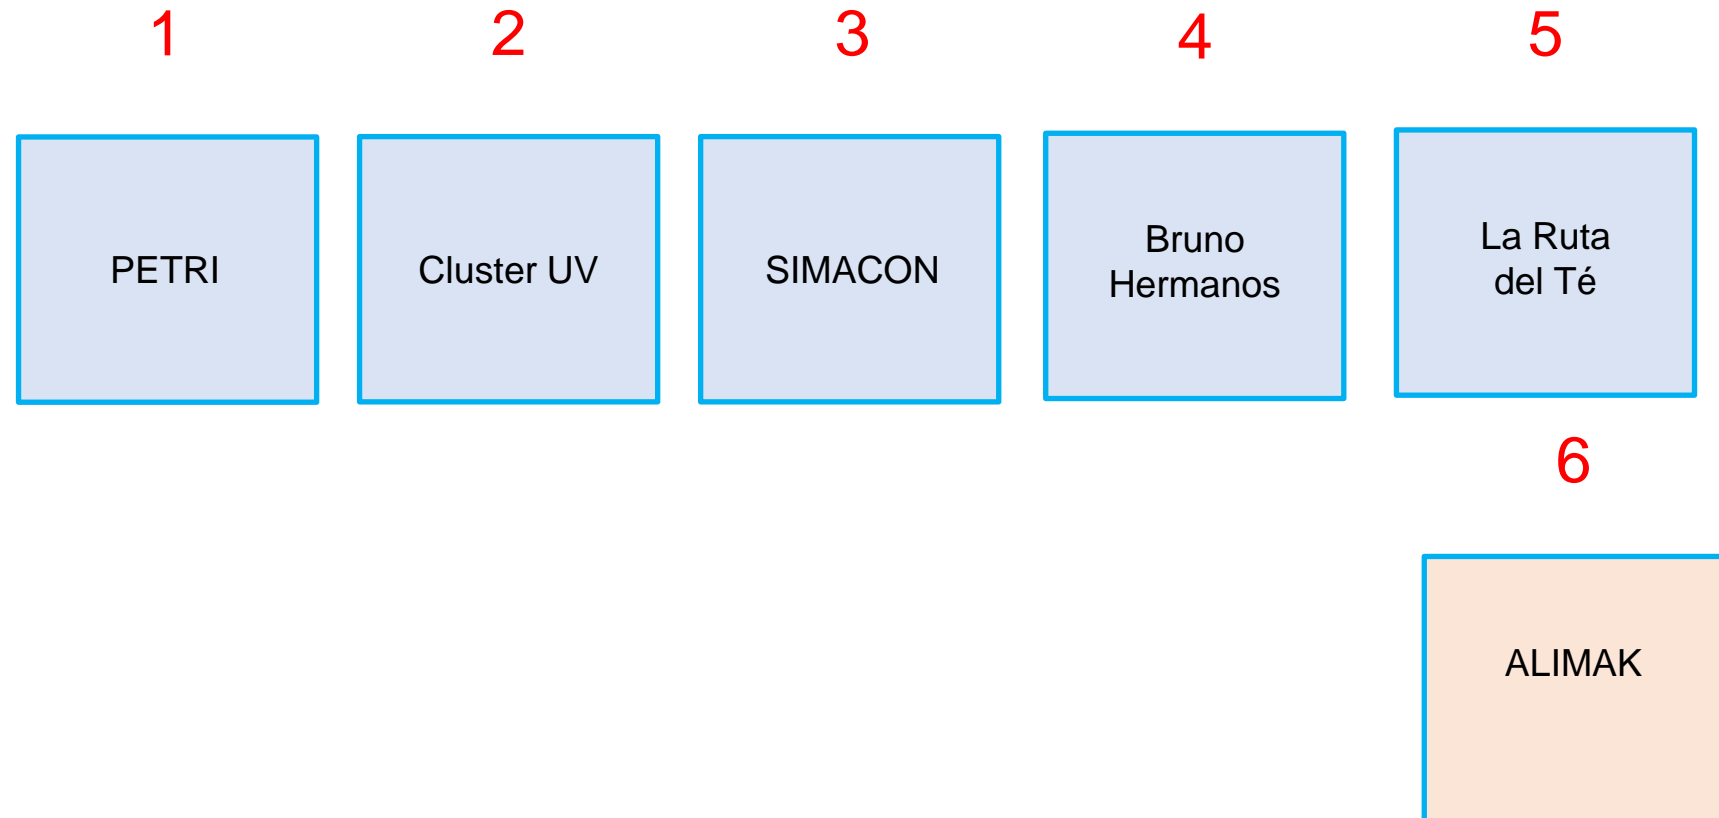 1
2
3
4
5
PETRI
Cluster UV
SIMACON
Bruno
Hermanos
La Ruta
del Té
6
ALIMAK